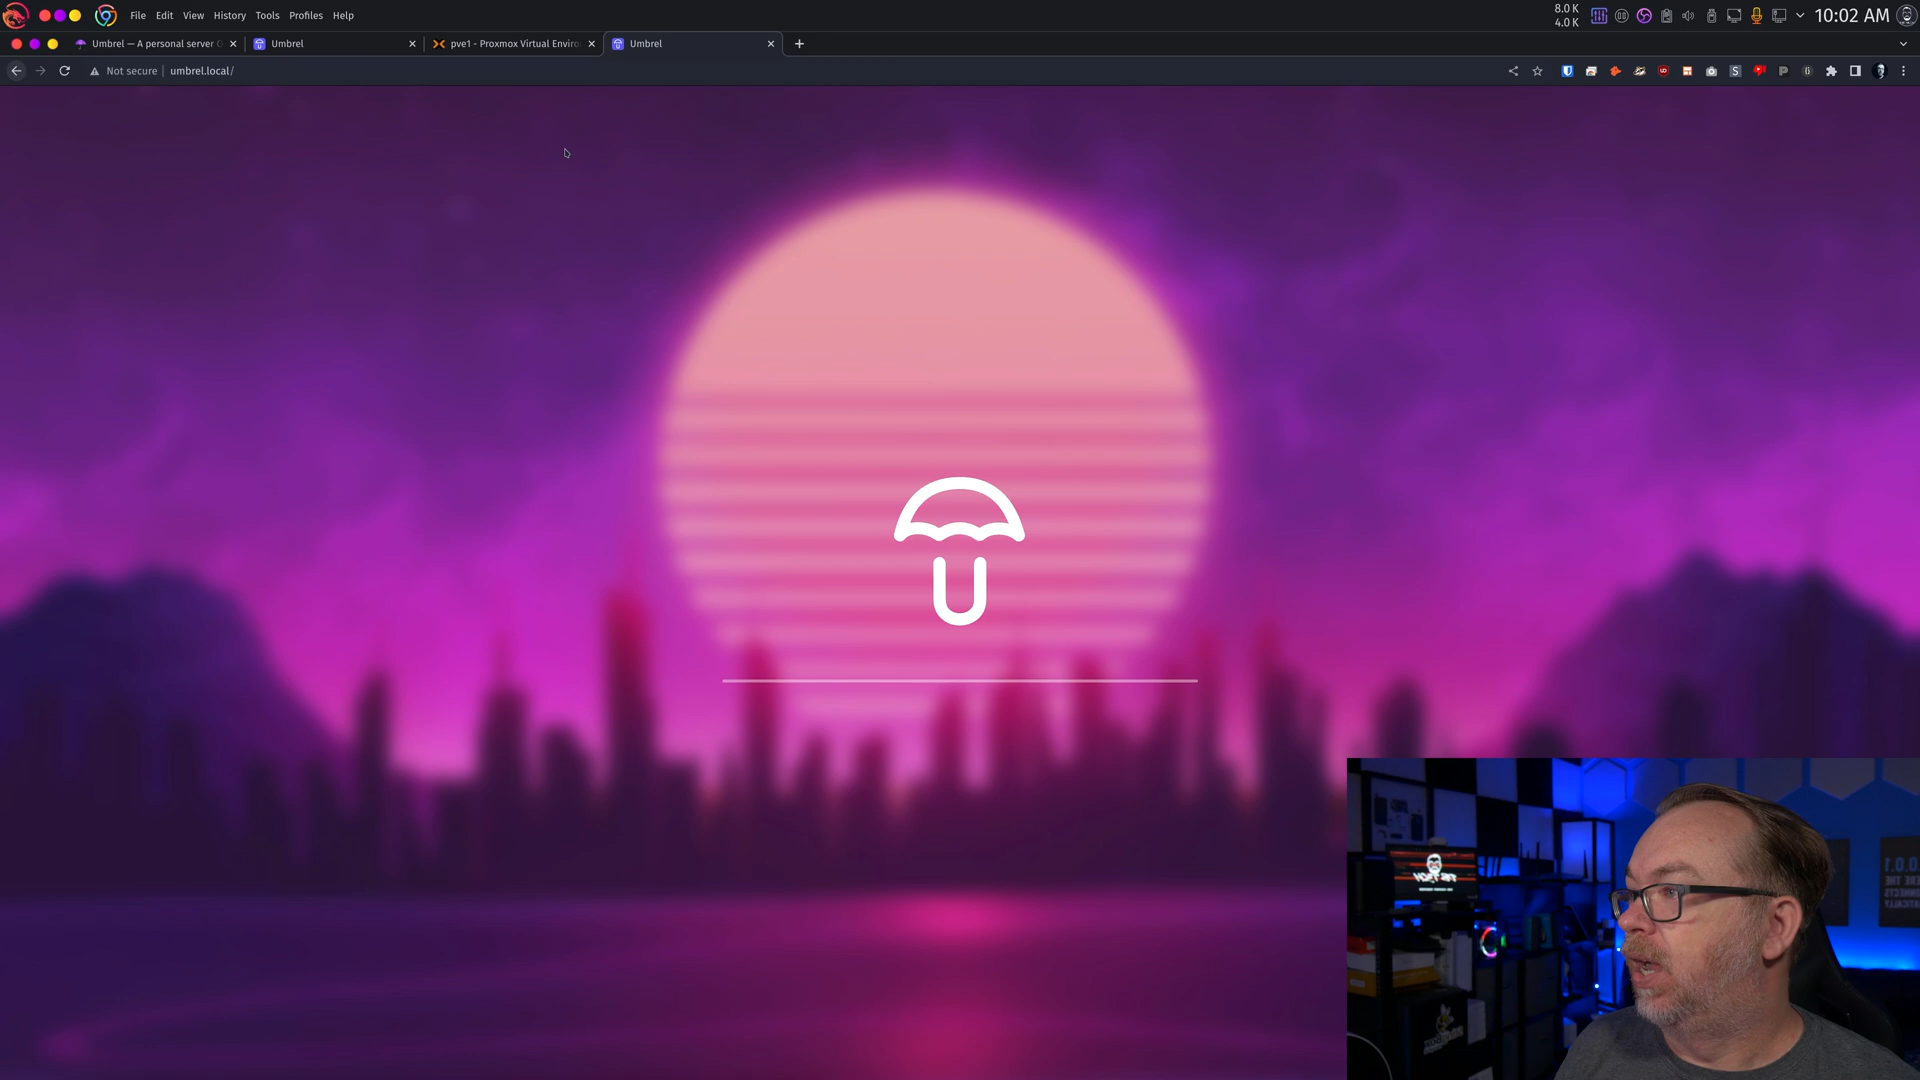 File Edit View History Tools Profiles Help
8.0 K
4.0 K
10:02 AM
Umbrel — A personal server
Umbrel
pve1 - Proxmox Virtual Enviro
Umbrel
Not secure
umbrel.local/